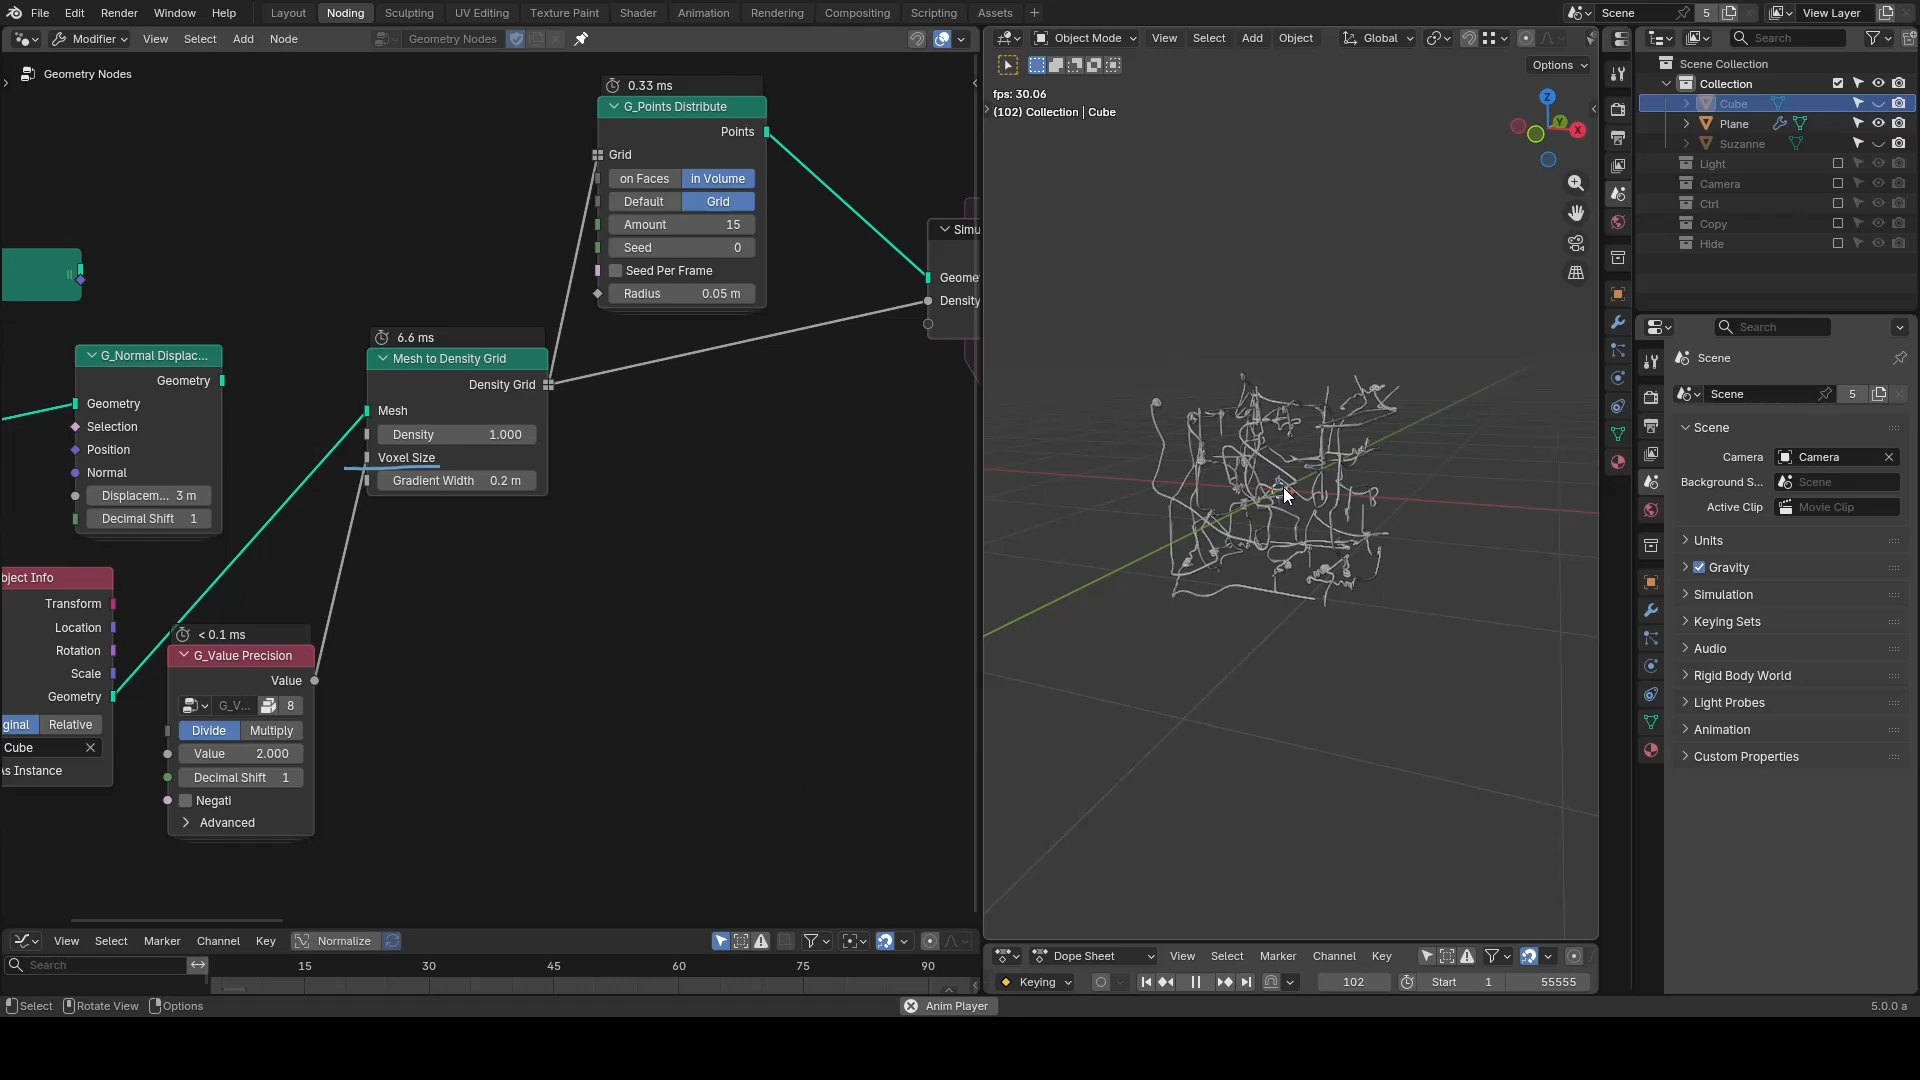 File Edit Render Window Help Layout Noding Sculpting UV Editing Texture Paint Shader Animation Rendering Compositing Scripting Assets + Scene 5 View Layer
Modifier View Select Add Node Geometry Nodes
Object Mode View Select Add Object Global
Search
Geometry Nodes
Options
fps: 30.06
(102) Collection | Cube
Z
Y
X
Scene Collection
Collection
Cube
Plane
Suzanne
Light
Camera
Ctrl
Copy
Hide
0.33 ms
G_Points Distribute
Points
Grid
on Faces in Volume
Default Grid
Amount 15
Seed 0
Seed Per Frame
Radius 0.05 m
Simu
Geome
Density
6.6 ms
Mesh to Density Grid
Density Grid
Mesh
Density 1.000
Voxel Size
Gradient Width 0.2 m
G_Normal Displac...
Geometry
Geometry
Selection
Position
Normal
Displacem... 3 m
Decimal Shift 1
bject Info
Transform
Location
Rotation
Scale
Geometry
ginal Relative
Cube
As Instance
< 0.1 ms
G_Value Precision
Value
G_V... 8
Divide Multiply
Value 2.000
Decimal Shift 1
Negati
Advanced
Search
Scene
Scene 5
Scene
Camera Camera
Background S... Scene
Active Clip Movie Clip
Units
Gravity
Simulation
Keying Sets
Audio
Rigid Body World
Light Probes
Animation
Custom Properties
View Select Marker Channel Key Normalize
Search 15 30 45 60 75 90
Dope Sheet View Select Marker Channel Key
Keying 102 Start 1 55555
Select Rotate View Options Anim Player 5.0.0 a